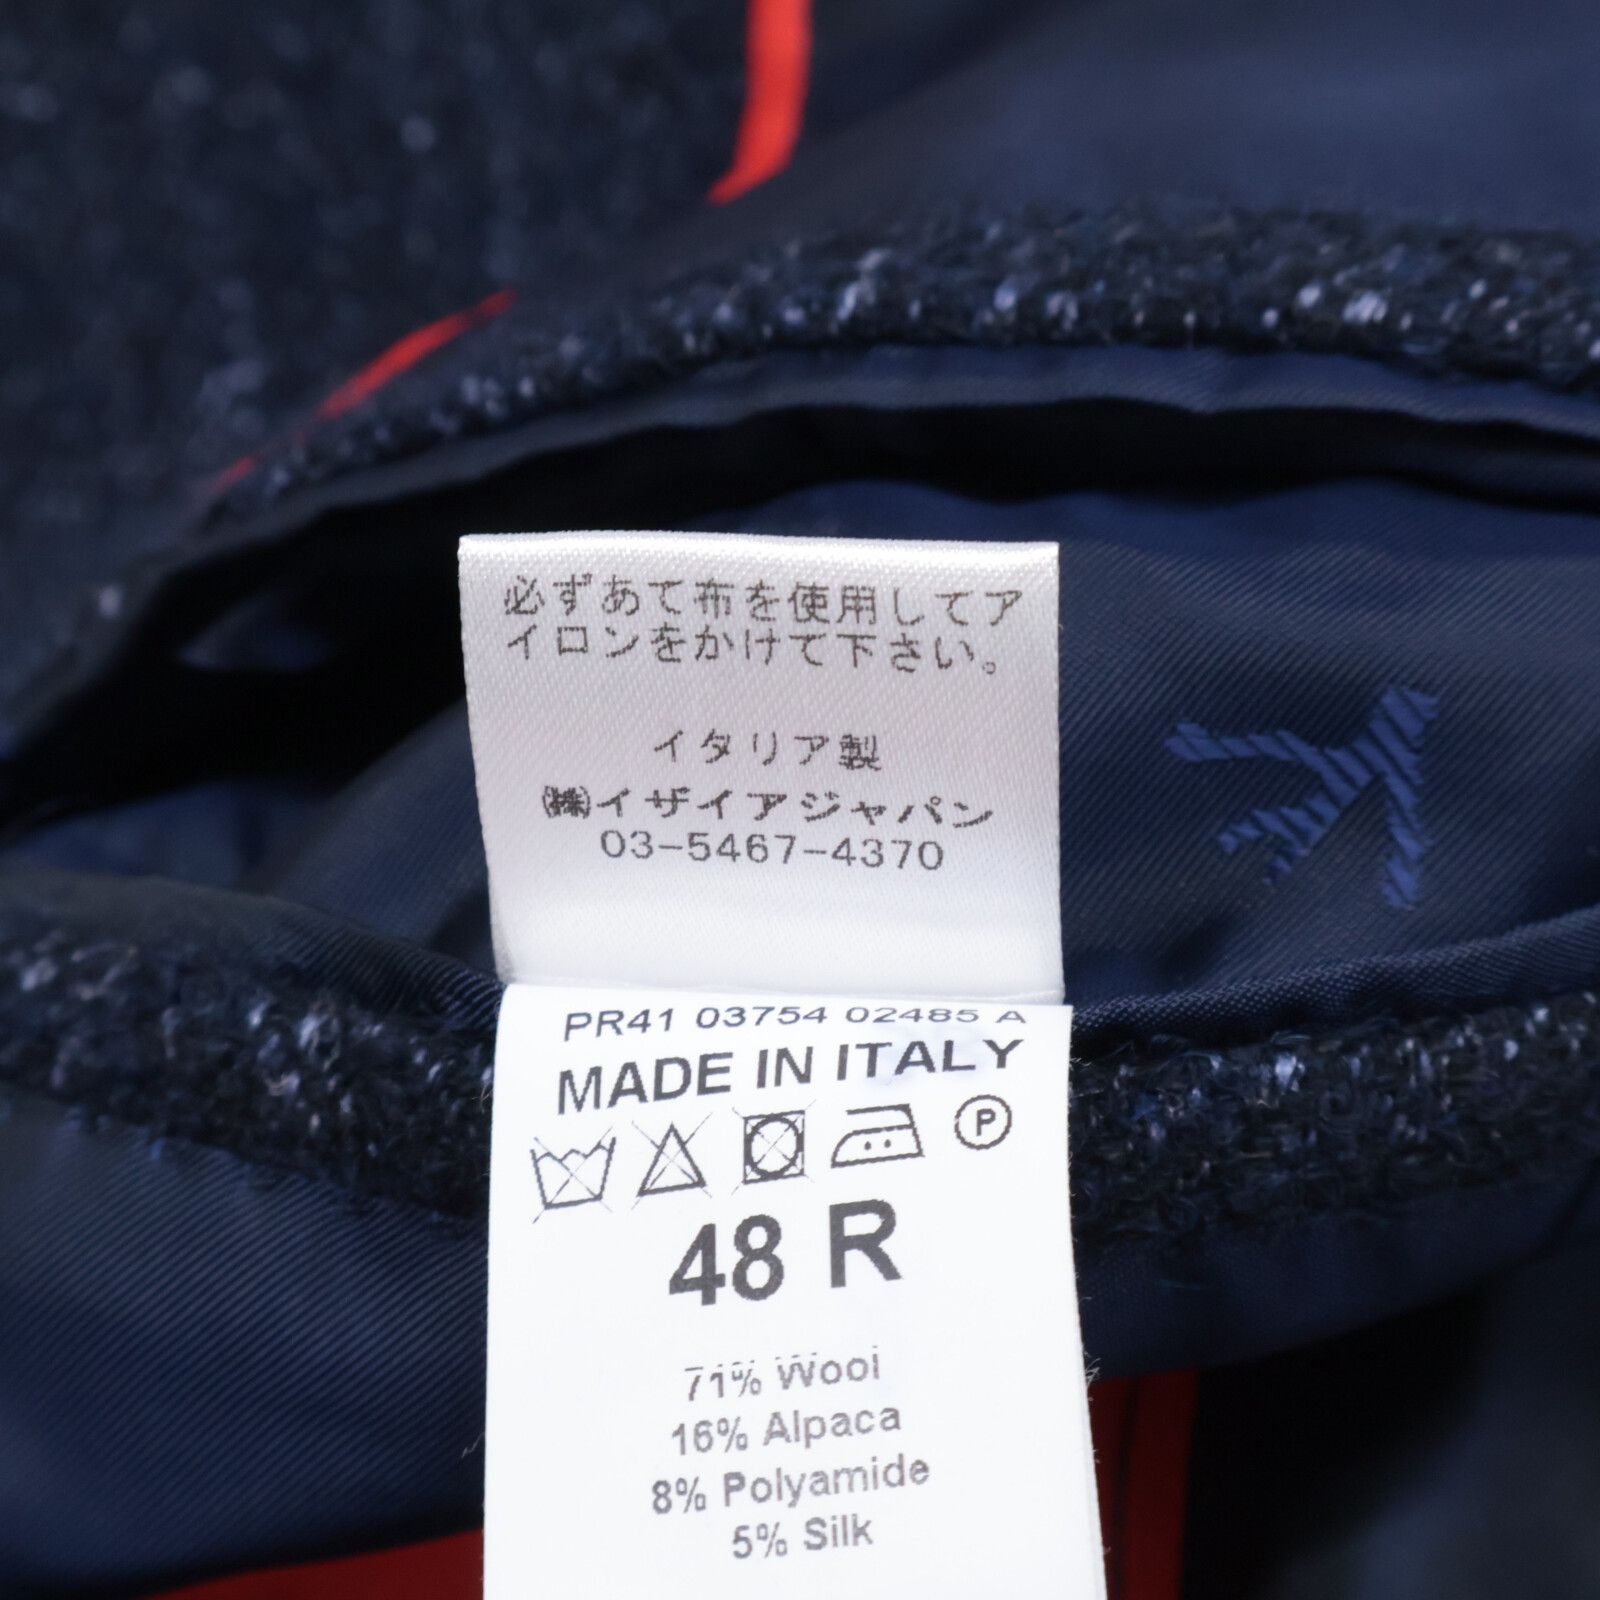 必ずあて布を使用してア
イロンをかけて下さい。
イタリア製
㈱イザイアジャパン
03-5467-4370
PR41 03754 02485 A
MADE IN ITALY
P
48 R
71% Wool
16% Alpaca
8% Polyamide
5% Silk